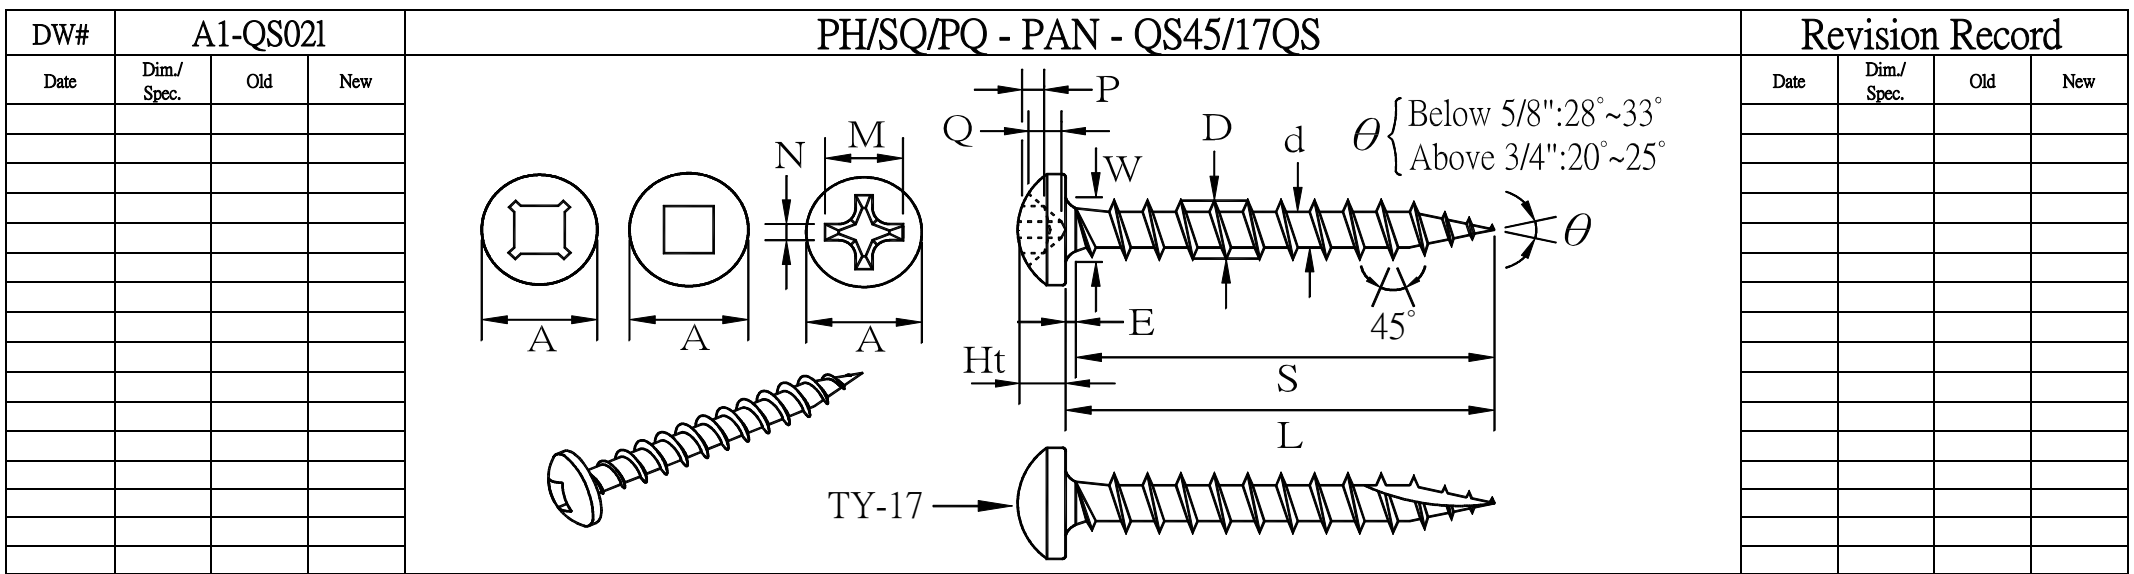 DW# A1-QS02l PH/SQ/PQ - PAN - QS45/17QS Revision Record
Date Dim./ Spec. Old New
Date Dim./ Spec. Old New
P
Q
D
d
θ { Below 5/8":28°~33°
Above 3/4":20°~25°
M
N
W
θ
A A A
E
45°
Ht
S
L
TY-17